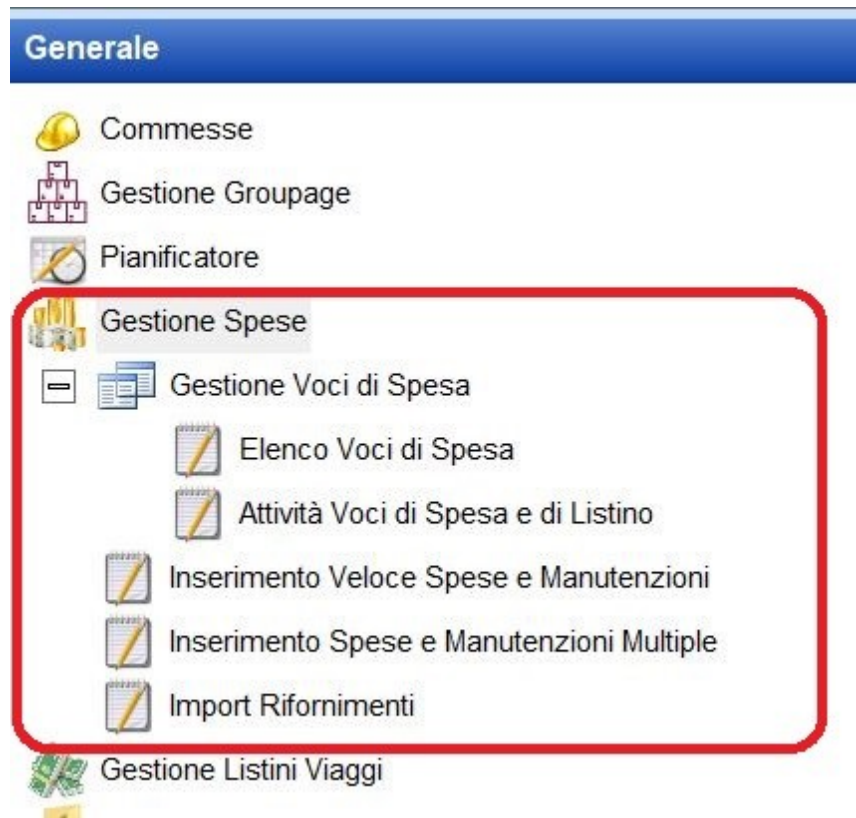 Generale
Commesse
Gestione Groupage
Pianificatore
Gestione Spese
Gestione Voci di Spesa
Elenco Voci di Spesa
Attività Voci di Spesa e di Listino
Inserimento Veloce Spese e Manutenzioni
Inserimento Spese e Manutenzioni Multiple
Import Rifornimenti
Gestione Listini Viaggi